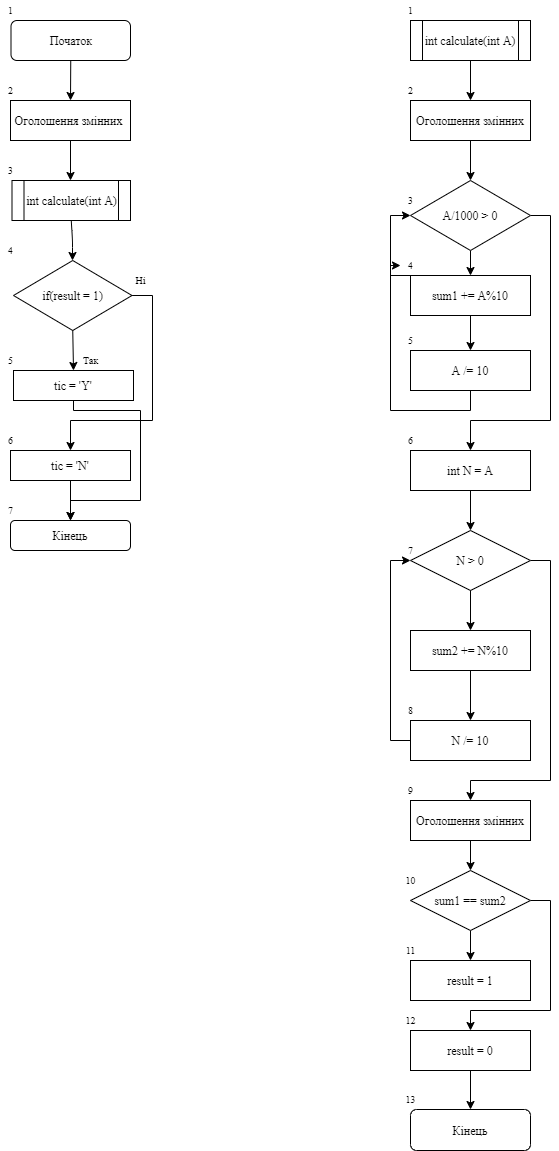 1
Початок
2
Оголошення змінних
3
int calculate(int A)
4
if(result = 1)
Ні
Так
5
tic = 'Y'
6
tic = 'N'
7
Кінець
1
int calculate(int A)
2
Оголошення змінних
3
A/1000 > 0
4
sum1 += A%10
5
A /= 10
6
int N = A
7
N > 0
sum2 += N%10
8
N /= 10
9
Оголошення змінних
10
sum1 == sum2
11
result = 1
12
result = 0
13
Кінець